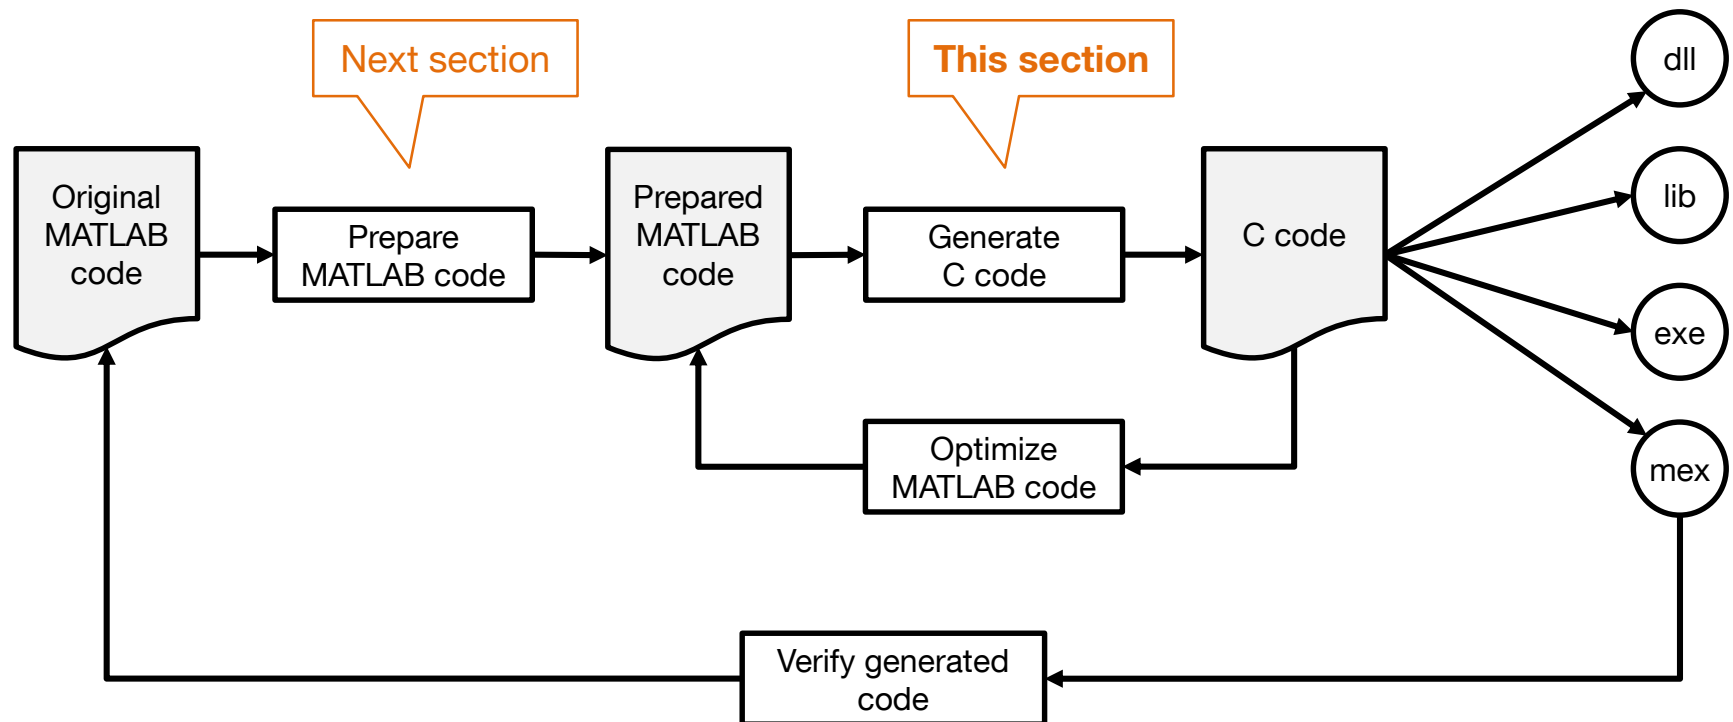 Next section
This section
dll
Original
MATLAB
code
Prepare
MATLAB code
Prepared
MATLAB
code
Generate
C code
C code
lib
exe
Optimize
MATLAB code
mex
Verify generated
code